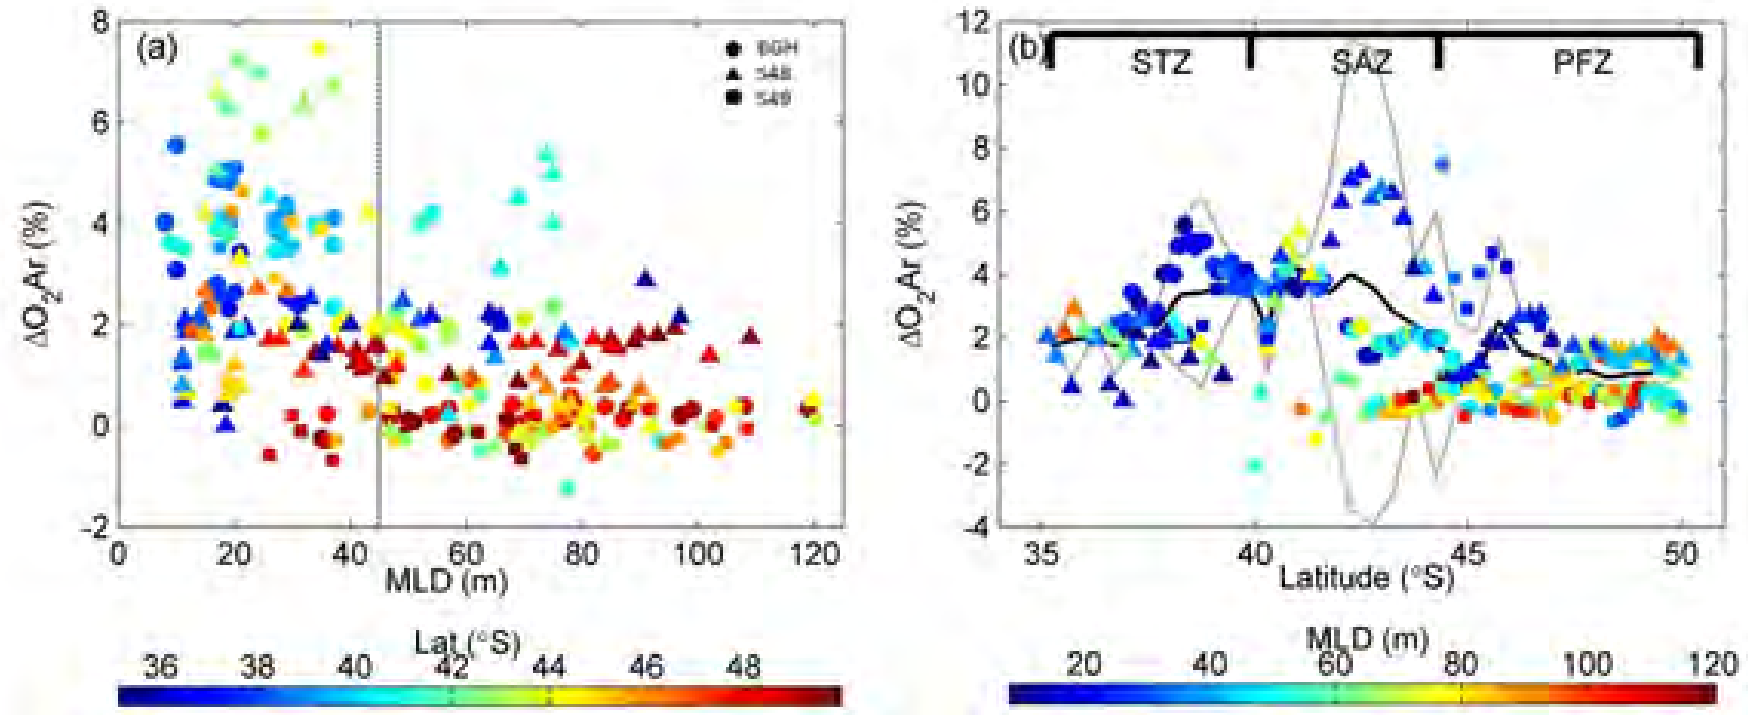 (a)
8
6
4
2
0
-2
ΔO2Ar (%)
S48
S49
0 20 40 60 80 100 120
MLD (m)
Lat (°S)
36 38 40 42 44 46 48
(b)
STZ SAZ PFZ
12
10
8
6
4
2
0
-2
-4
ΔO2Ar (%)
35 40 45 50
Latitude (°S)
MLD (m)
20 40 60 80 100 120